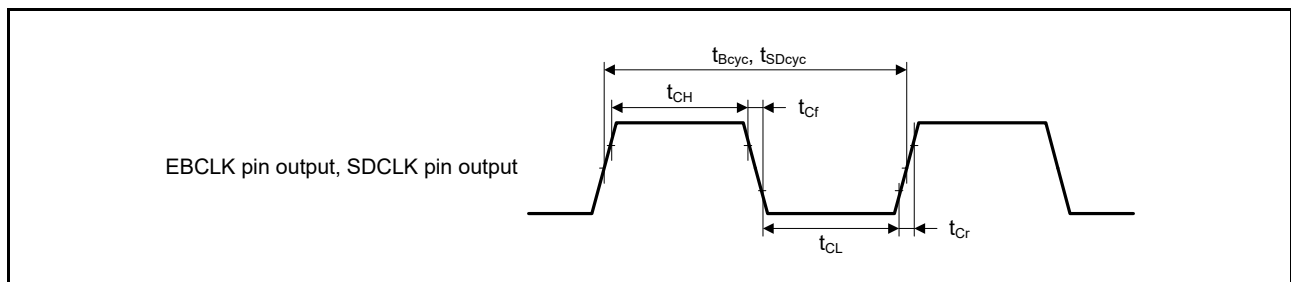 tBcyc, tSDcyc
tCH
tCf
EBCLK pin output, SDCLK pin output
tCL
tCr